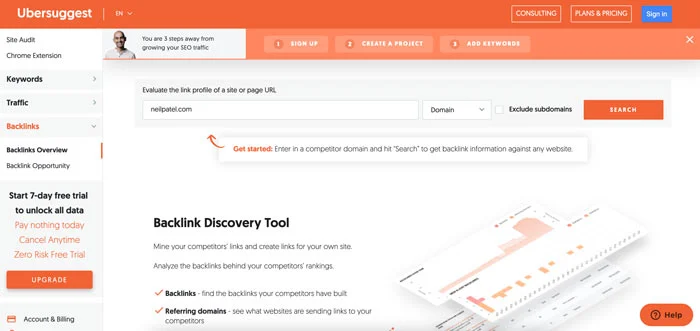 Ubersuggest
EN
CONSULTING
PLANS & PRICING
Sign in
Site Audit
Chrome Extension
Keywords
Traffic
Backlinks
Backlinks Overview
Backlink Opportunity
Start 7-day free trial
to unlock all data
Pay nothing today
Cancel Anytime
Zero Risk Free Trial
UPGRADE
Account & Billing
You are 3 steps away from
growing your SEO traffic
1 SIGN UP
2 CREATE A PROJECT
3 ADD KEYWORDS
Evaluate the link profile of a site or page URL
neilpatel.com
Domain
Exclude subdomains
SEARCH
Get started: Enter in a competitor domain and hit "Search" to get backlink information against any website.
Backlink Discovery Tool
Mine your competitors' links and create links for your own site.
Analyze the backlinks behind your competitors' rankings.
Backlinks - find the backlinks your competitors have built
Referring domains - see what websites are sending links to your
competitors
Help